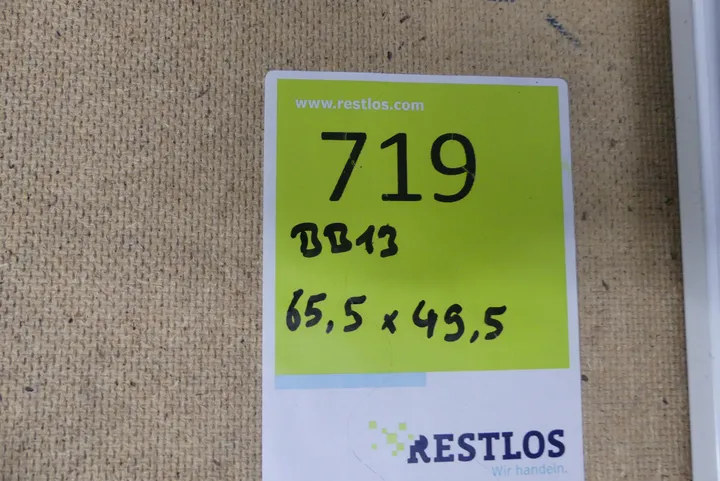 www.restlos.com
719
BB13
65,5 x 49,5
RESTLOS
Wir handeln.